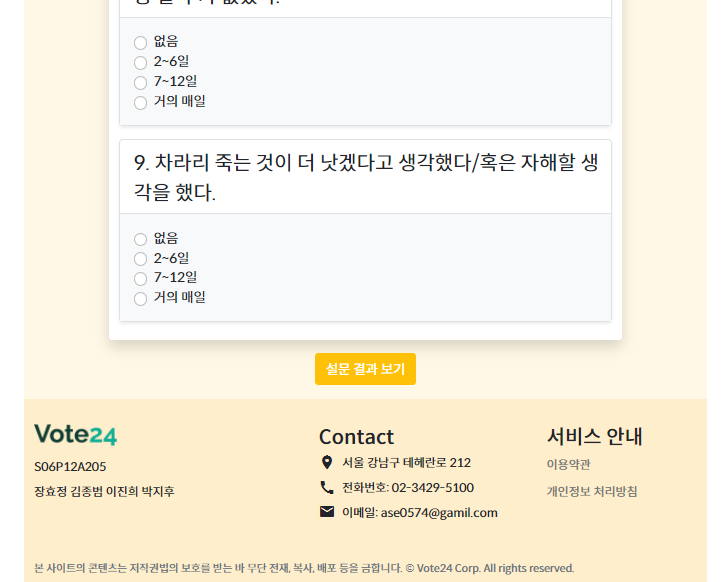 없음
2~6일
7~12일
거의 매일
9. 차라리 죽는 것이 더 낫겠다고 생각했다/혹은 자해할 생
각을 했다.
없음
2~6일
7~12일
거의 매일
설문 결과 보기
Vote24
S06P12A205
장효정 김종범 이진희 박지후
Contact
서울 강남구 테헤란로 212
전화번호: 02-3429-5100
이메일: ase0574@gamil.com
서비스 안내
이용약관
개인정보 처리방침
본 사이트의 콘텐츠는 저작권법의 보호를 받는 바 무단 전재, 복사, 배포 등을 금합니다. © Vote24 Corp. All rights reserved.